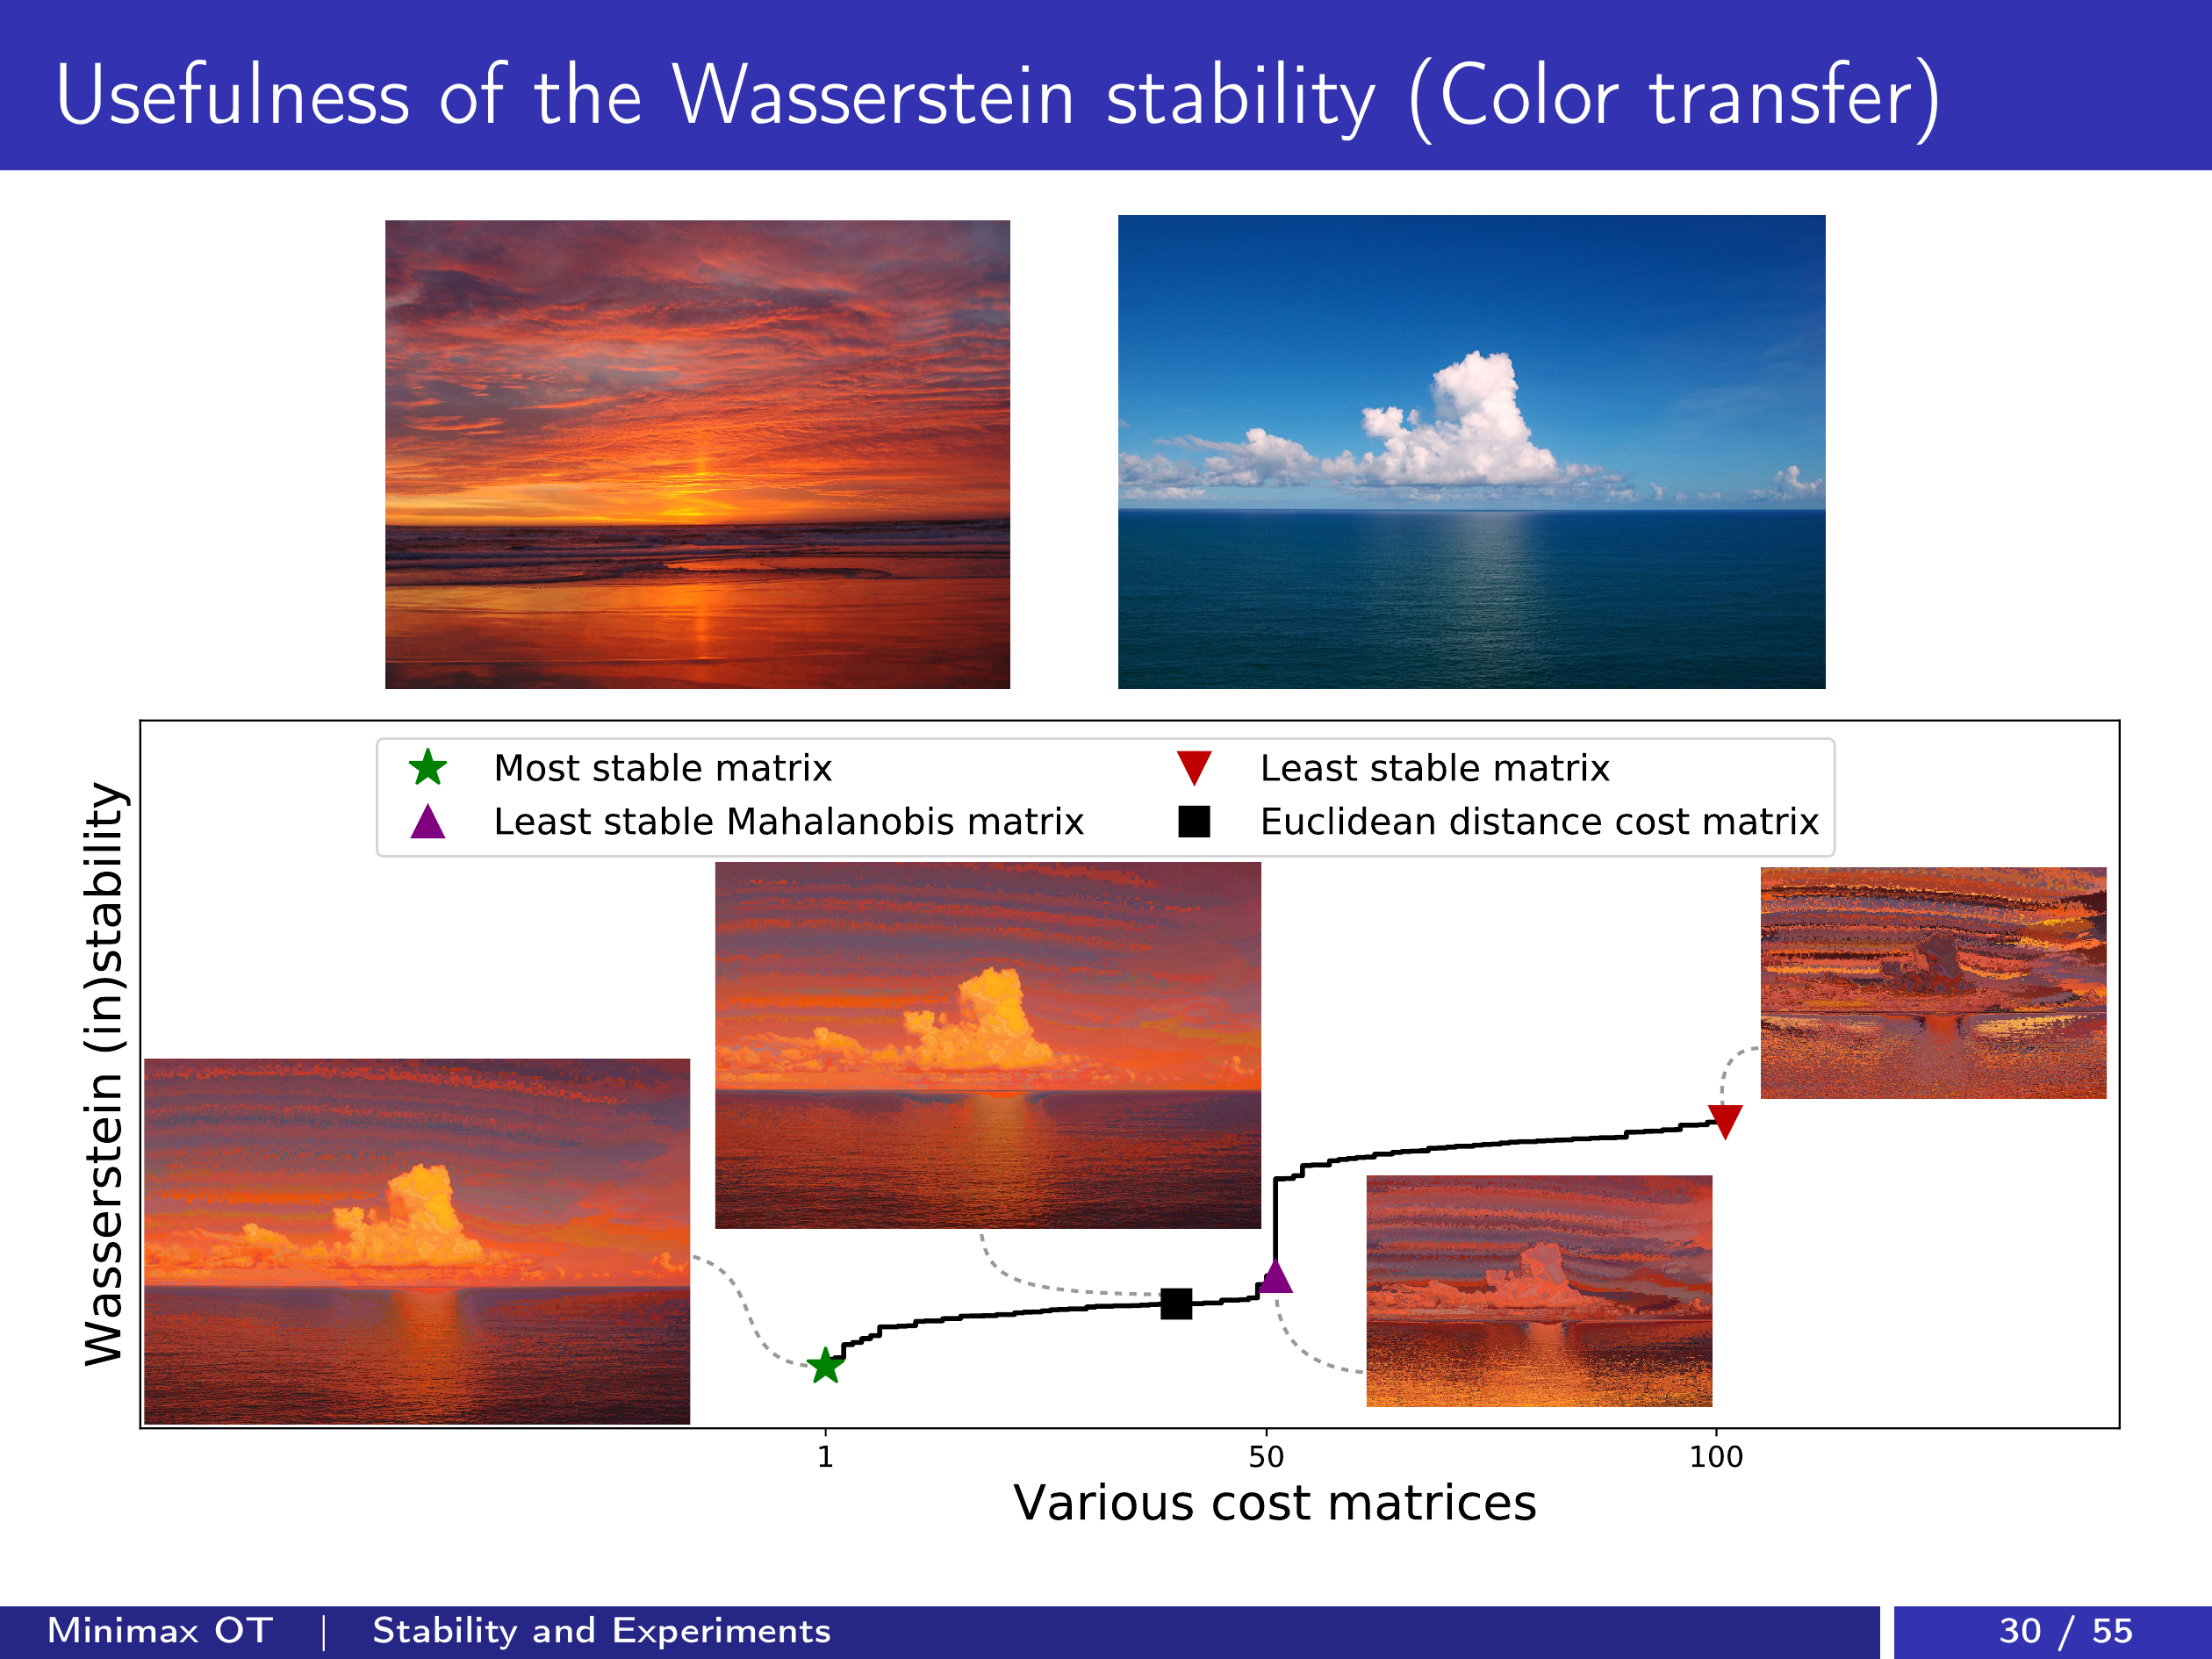 Usefulness of the Wasserstein stability (Color transfer)
Most stable matrix
Least stable Mahalanobis matrix
Least stable matrix
Euclidean distance cost matrix
Wasserstein (in)stability
1
50
100
Various cost matrices
Minimax OT | Stability and Experiments
30 / 55